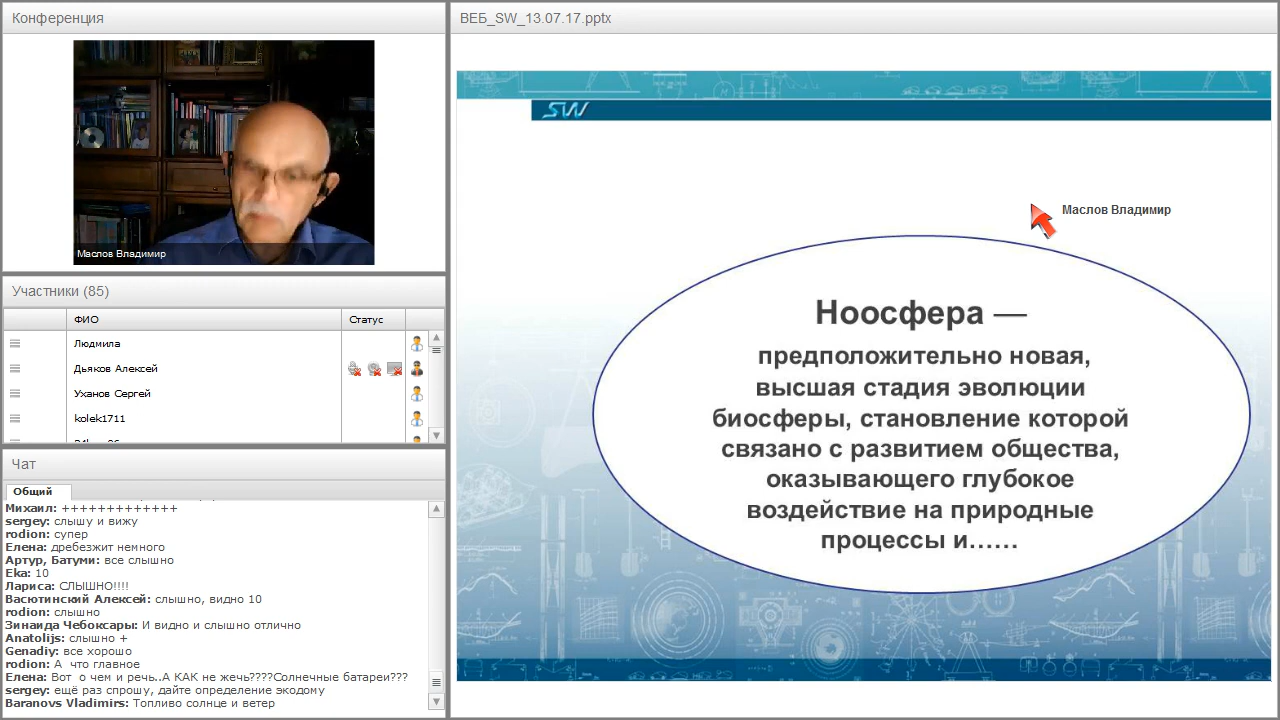 Конференция
Маслов Владимир
Участники (85)
ФИО Статус
Людмила
Дьяков Алексей
Уханов Сергей
kolek1711
Чат
Общий
Михаил: +++++++++++++
sergey: слышу и вижу
rodion: супер
Елена: дребезжит немного
Артур, Батуми: все слышно
Eka: 10
Лариса: СЛЫШНО!!!!
Васютинский Алексей: слышно, видно 10
rodion: слышно
Зинаида Чебоксары: И видно и слышно отлично
Anatolijs: слышно +
Genadiy: все хорошо
rodion: А что главное
Елена: Вот о чем и речь..А КАК не жечь????Солнечные батареи???
sergey: ещё раз спрошу, дайте определение экодому
Baranovs Vladimirs: Топливо солнце и ветер
ВЕБ_SW_13.07.17.pptx
SW
Маслов Владимир
Ноосфера —
предположительно новая,
высшая стадия эволюции
биосферы, становление которой
связано с развитием общества,
оказывающего глубокое
воздействие на природные
процессы и......